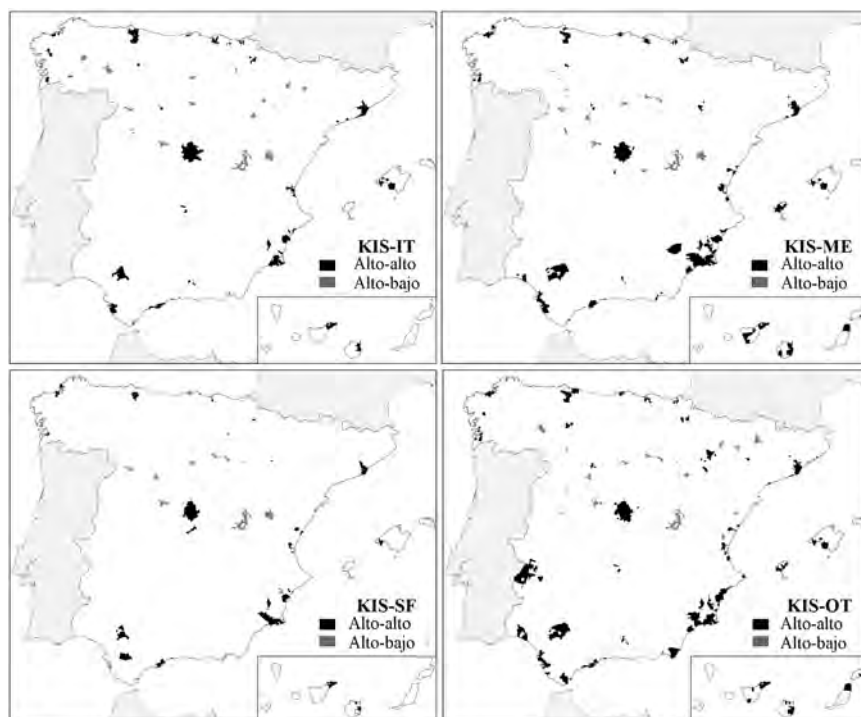 KIS-IT
Alto-alto
Alto-bajo
KIS-ME
Alto-alto
Alto-bajo
KIS-SF
Alto-alto
Alto-bajo
KIS-OT
Alto-alto
Alto-bajo